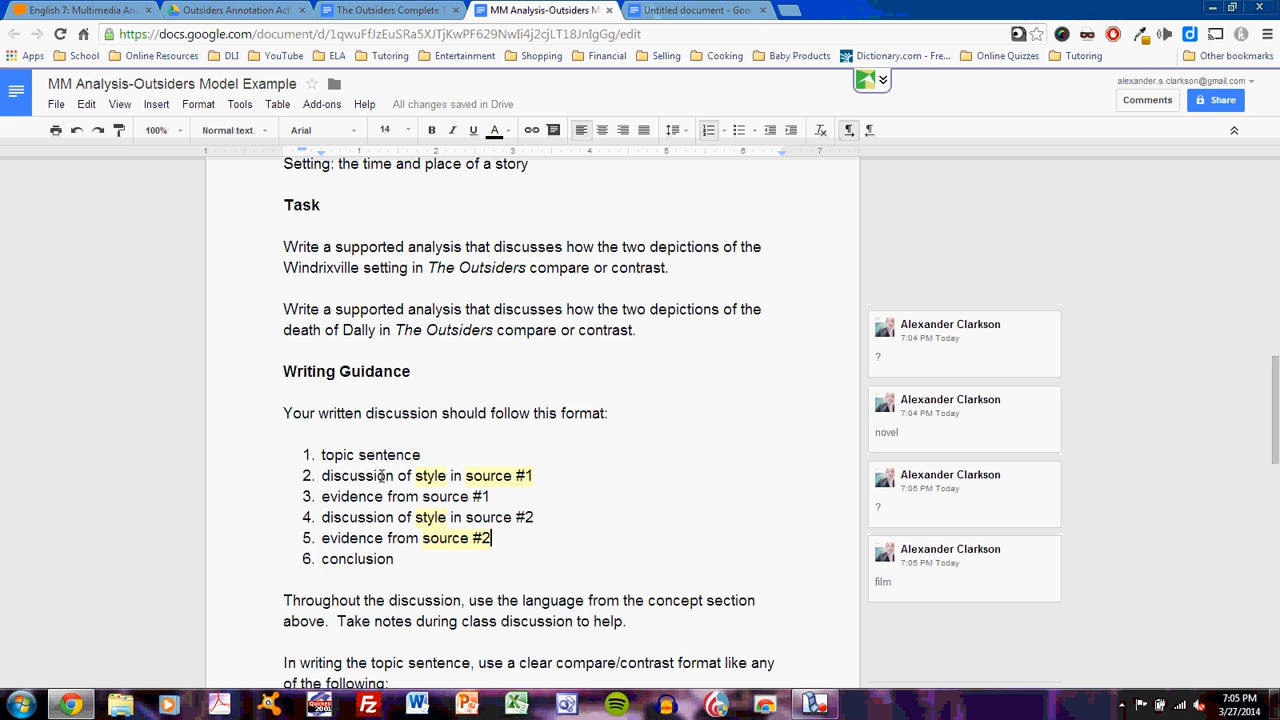 English 7: Multimedia An
Outsiders Annotation Act
The Outsiders Complete T
MM Analysis-Outsiders M
Untitled document - Goo
Apps School Online Resources DLI YouTube ELA Tutoring Entertainment Shopping Financial Selling Cooking Baby Products Dictionary.com - Fre... Online Quizzes Tutoring Other bookmarks
MM Analysis-Outsiders Model Example
alexander.s.clarkson@gmail.com
File Edit View Insert Format Tools Table Add-ons Help All changes saved in Drive
Comments Share
100% Normal text Arial 14 B I U A
1 1 2 3 4 5 6 7
Setting: the time and place of a story
Task
Write a supported analysis that discusses how the two depictions of the
Windrixville setting in The Outsiders compare or contrast.
Write a supported analysis that discusses how the two depictions of the
death of Dally in The Outsiders compare or contrast.
Writing Guidance
Your written discussion should follow this format:
1. topic sentence
2. discussion of style in source #1
3. evidence from source #1
4. discussion of style in source #2
5. evidence from source #2
6. conclusion
Throughout the discussion, use the language from the concept section
above. Take notes during class discussion to help.
In writing the topic sentence, use a clear compare/contrast format like any
of the following:
Alexander Clarkson
7:04 PM Today
?
Alexander Clarkson
7:04 PM Today
novel
Alexander Clarkson
7:05 PM Today
?
Alexander Clarkson
7:05 PM Today
film
7:05 PM
3/27/2014